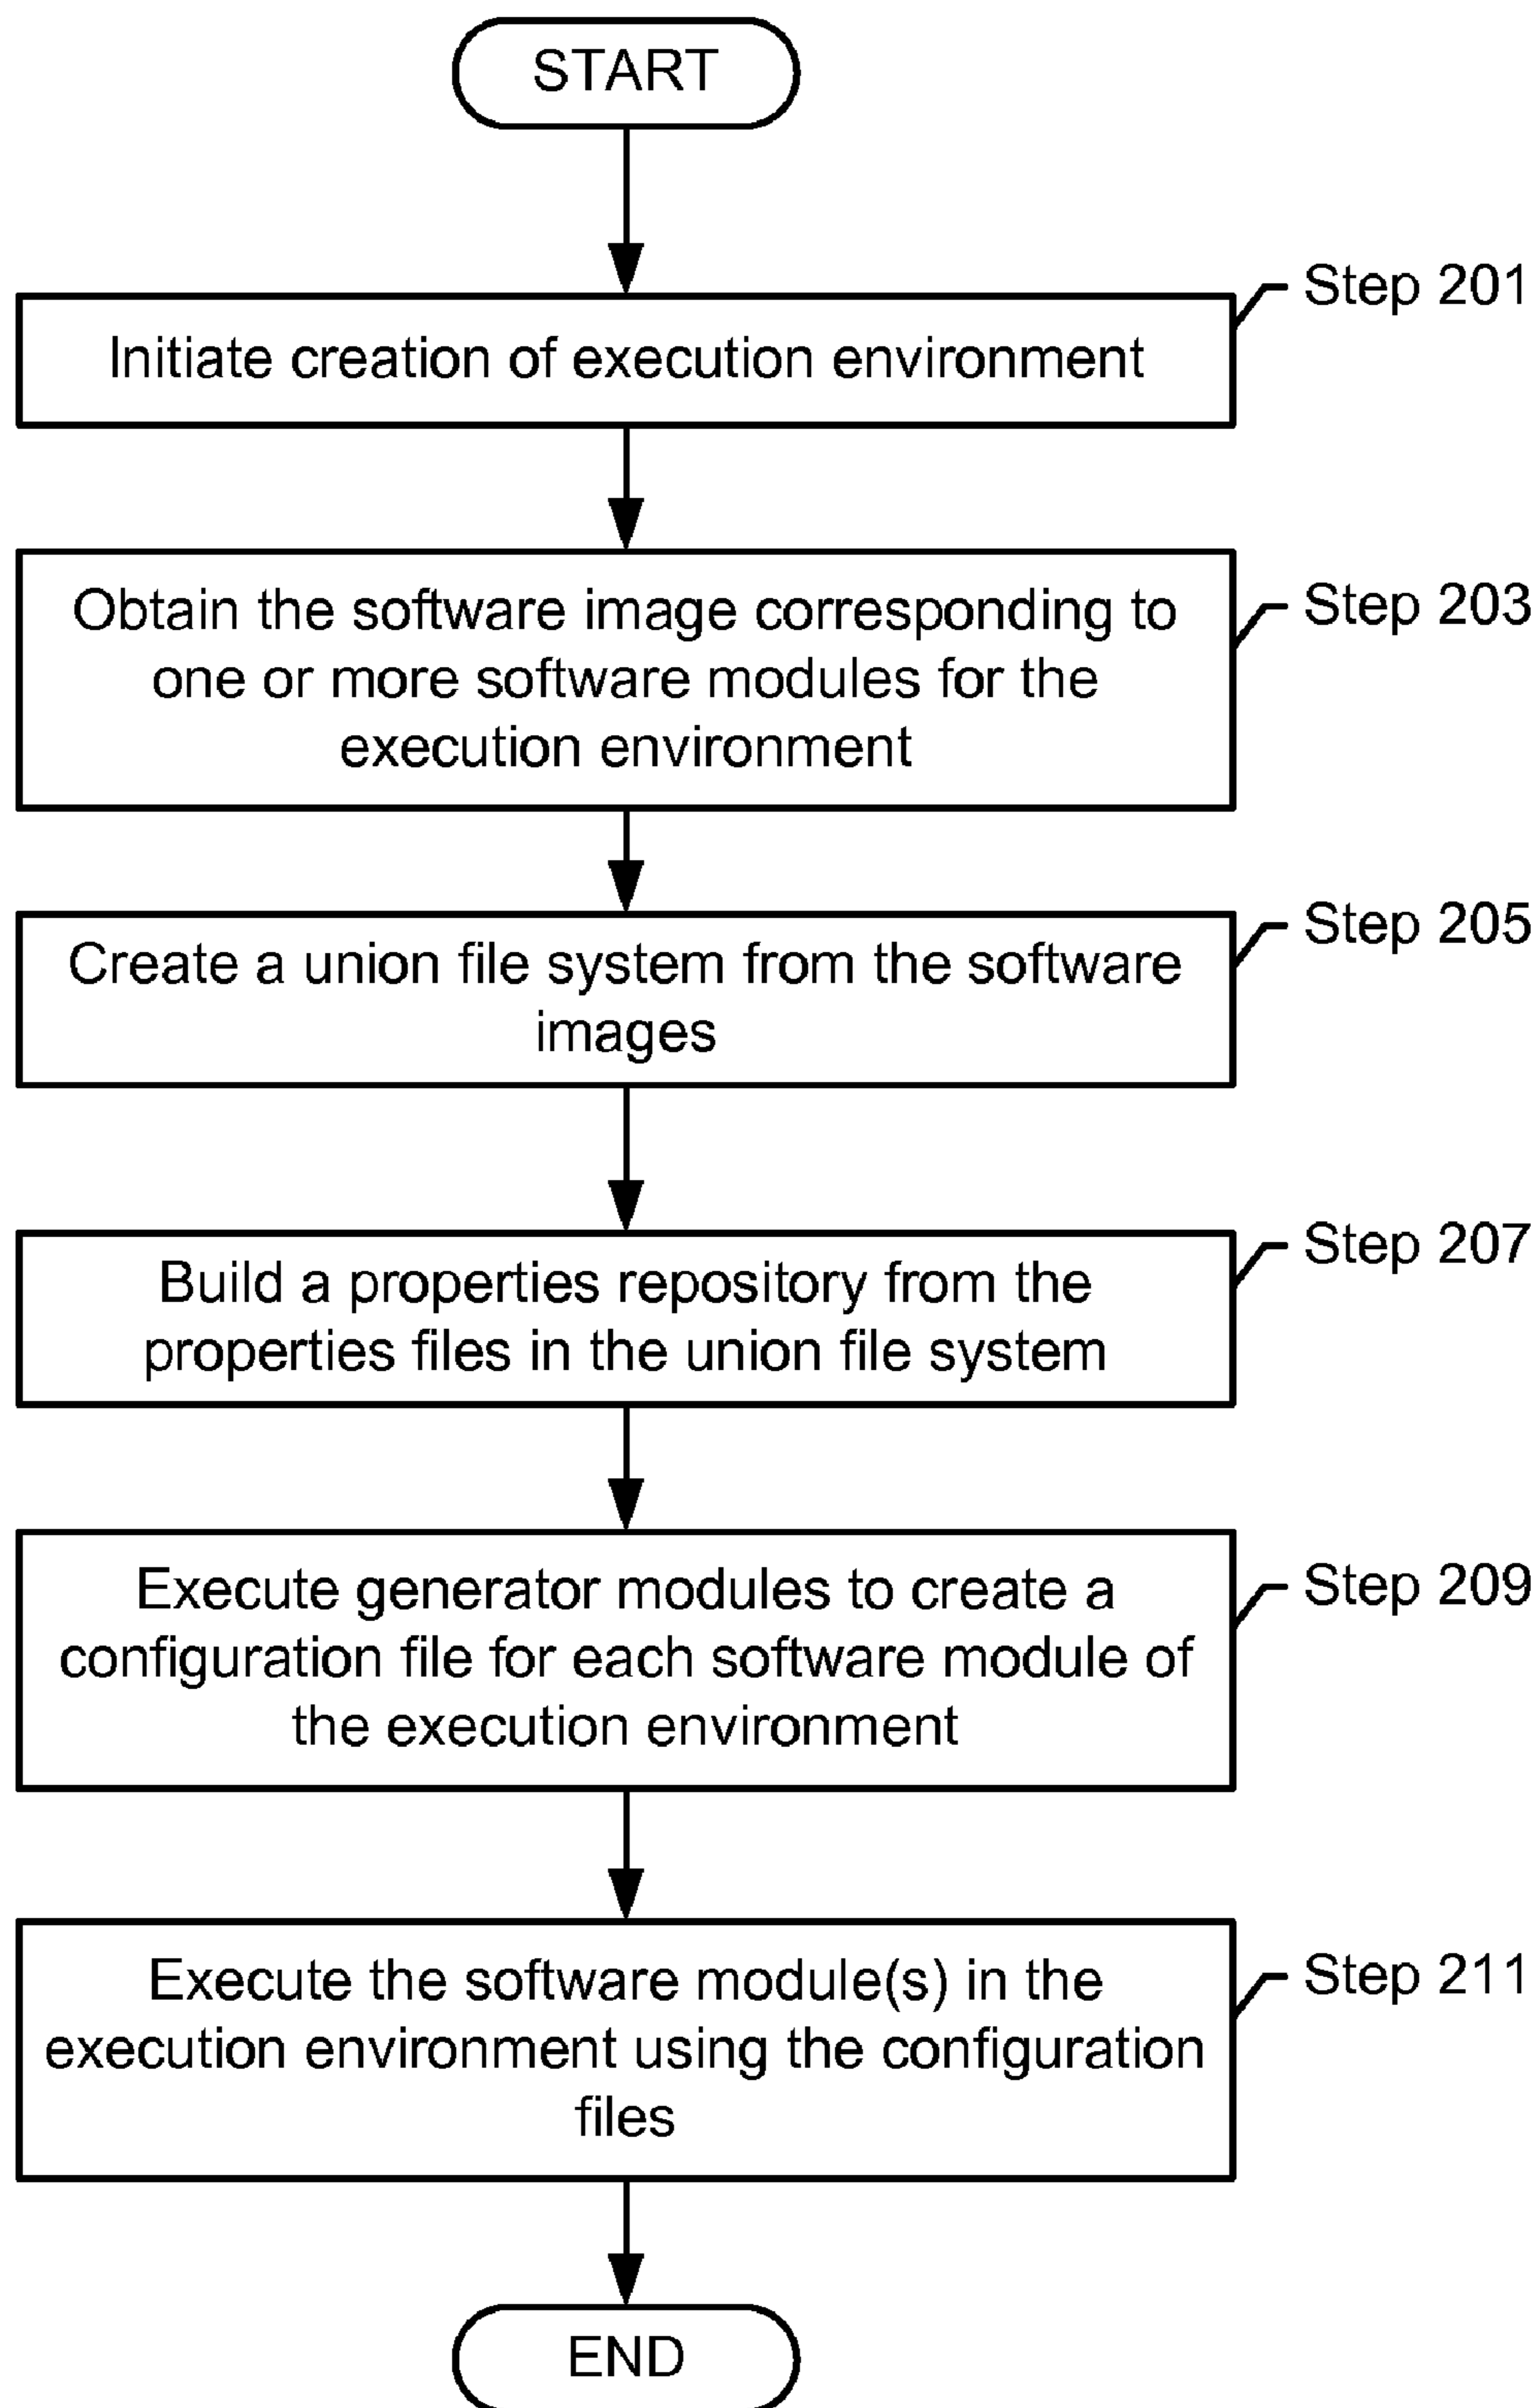 START
Step 201
Initiate creation of execution environment
Step 203
Obtain the software image corresponding to
one or more software modules for the
execution environment
Step 205
Create a union file system from the software
images
Step 207
Build a properties repository from the
properties files in the union file system
Step 209
Execute generator modules to create a
configuration file for each software module of
the execution environment
Step 211
Execute the software module(s) in the
execution environment using the configuration
files
END